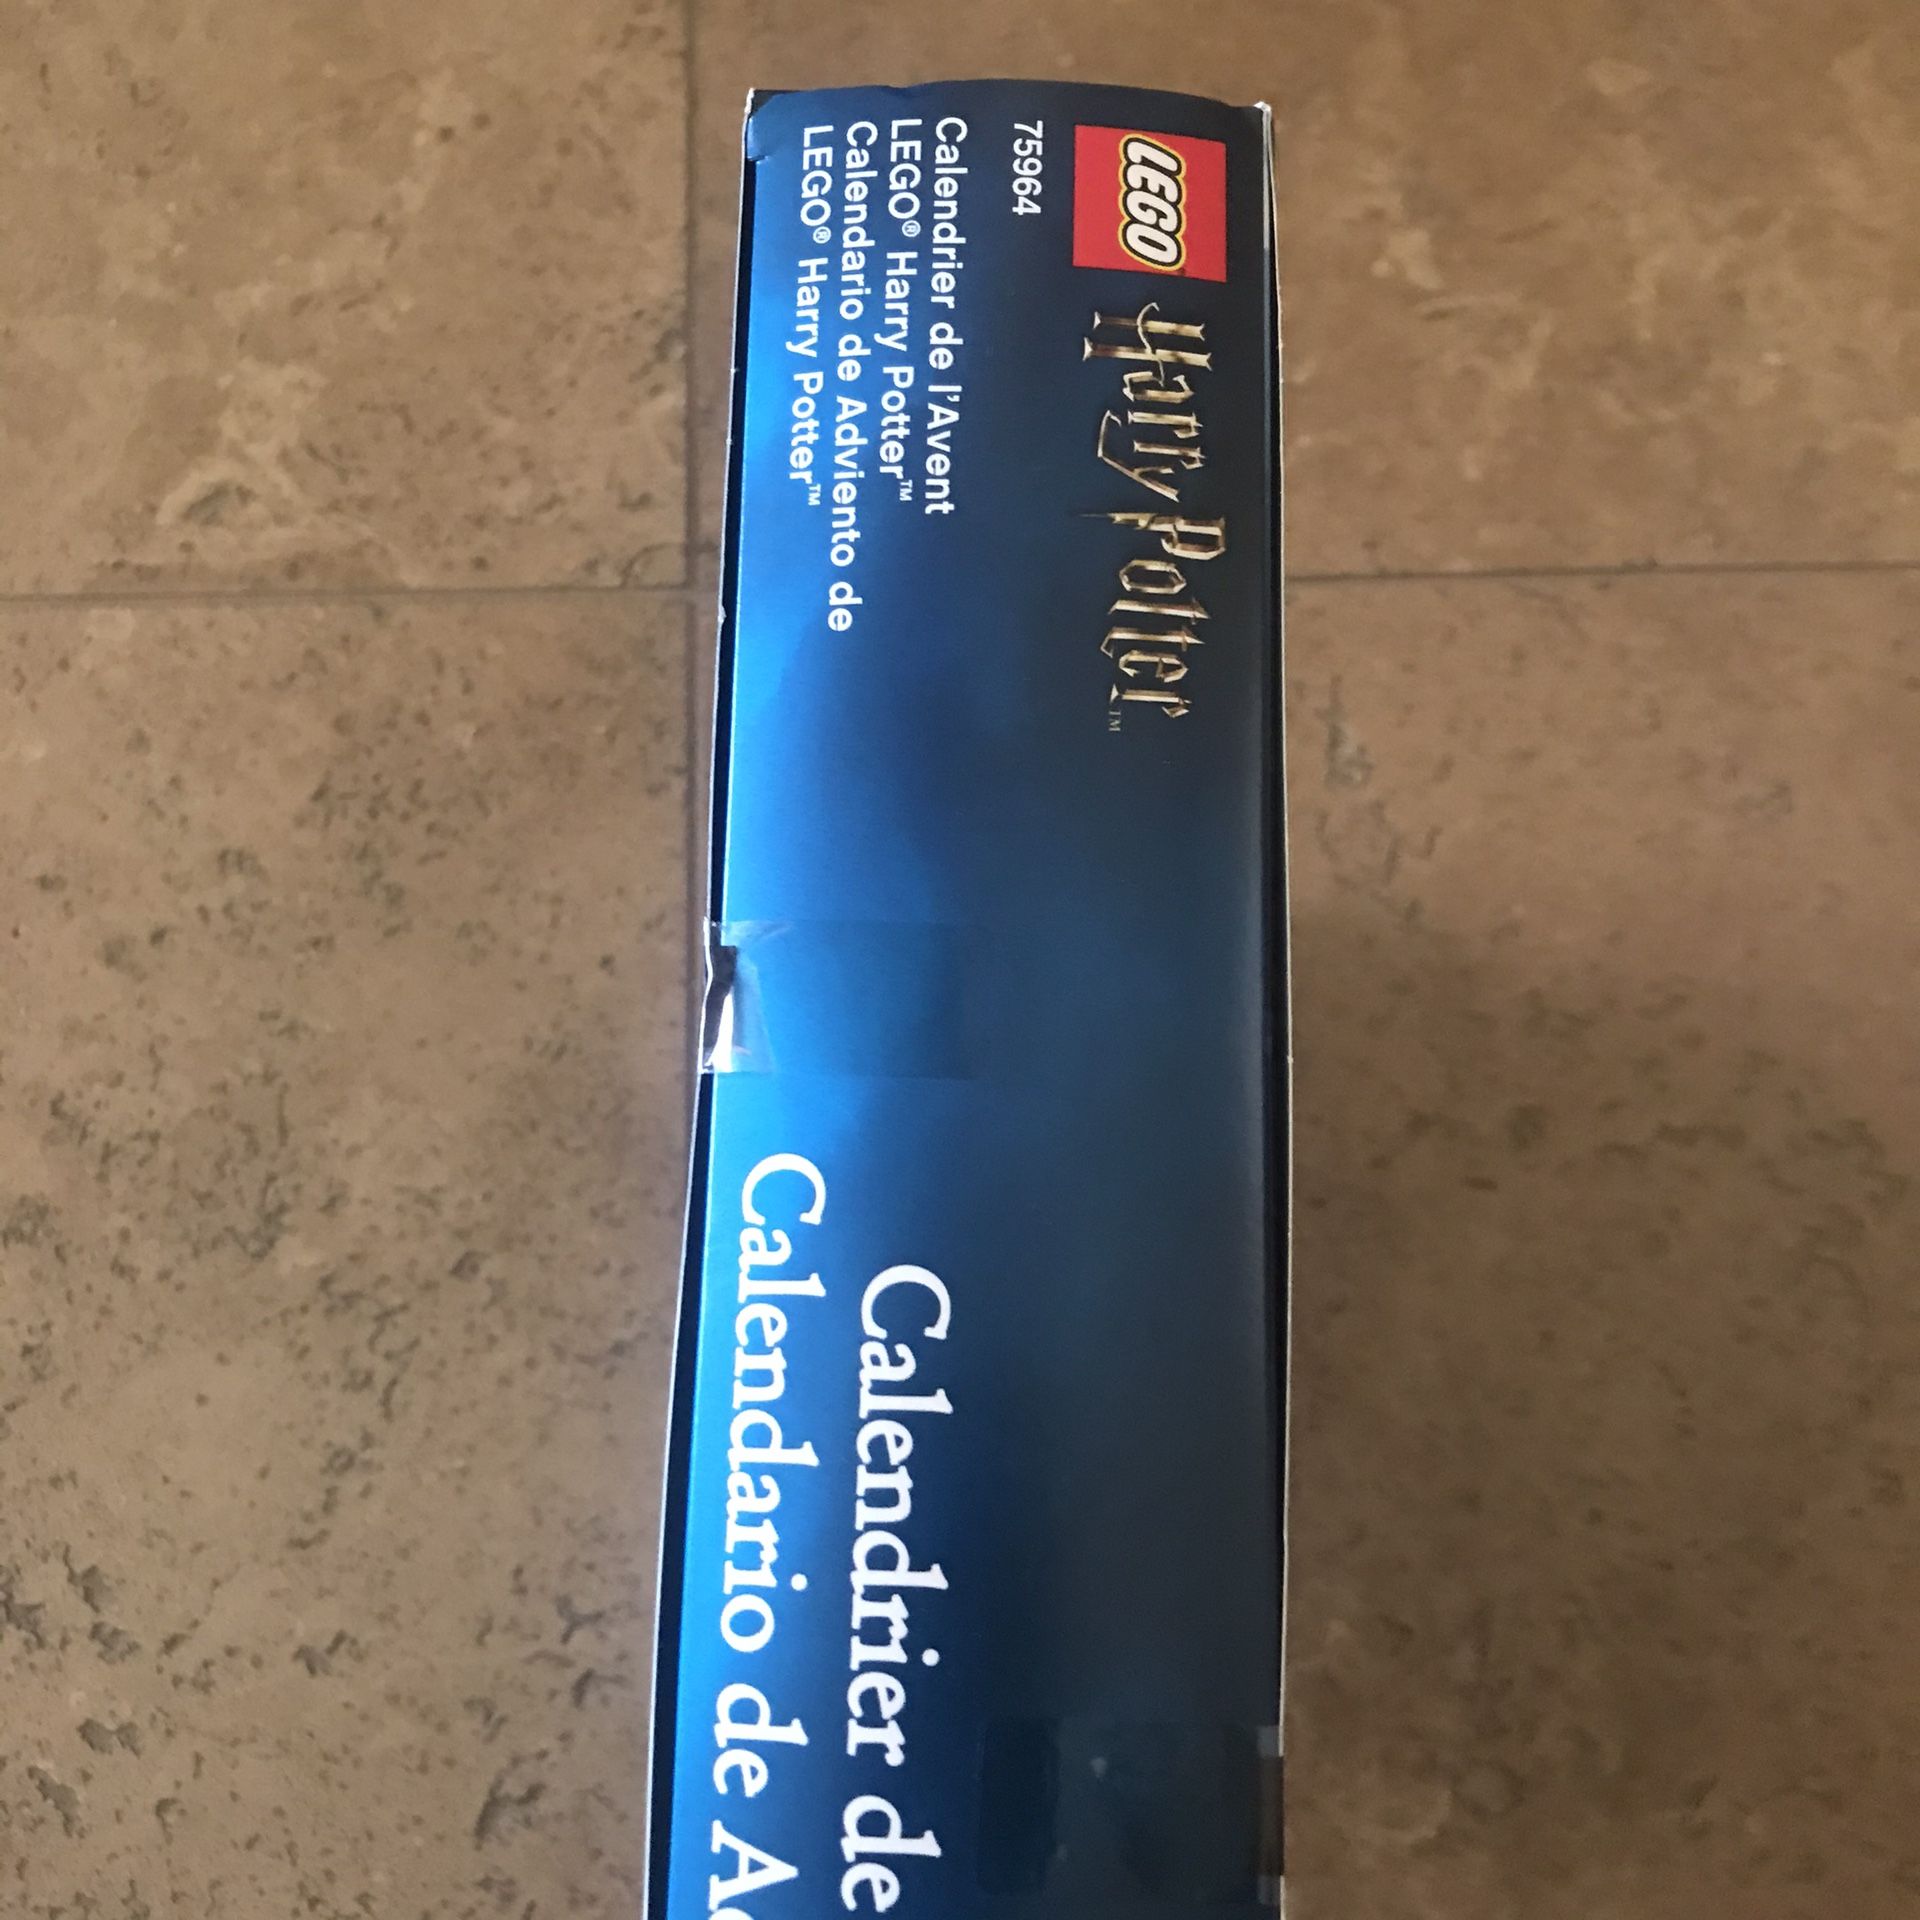 LEGO
Harry Potter™
75964
Calendrier de l'Avent
LEGO® Harry Potter™
Calendario de Adviento de
LEGO® Harry Potter™
Calendrier de
Calendario de